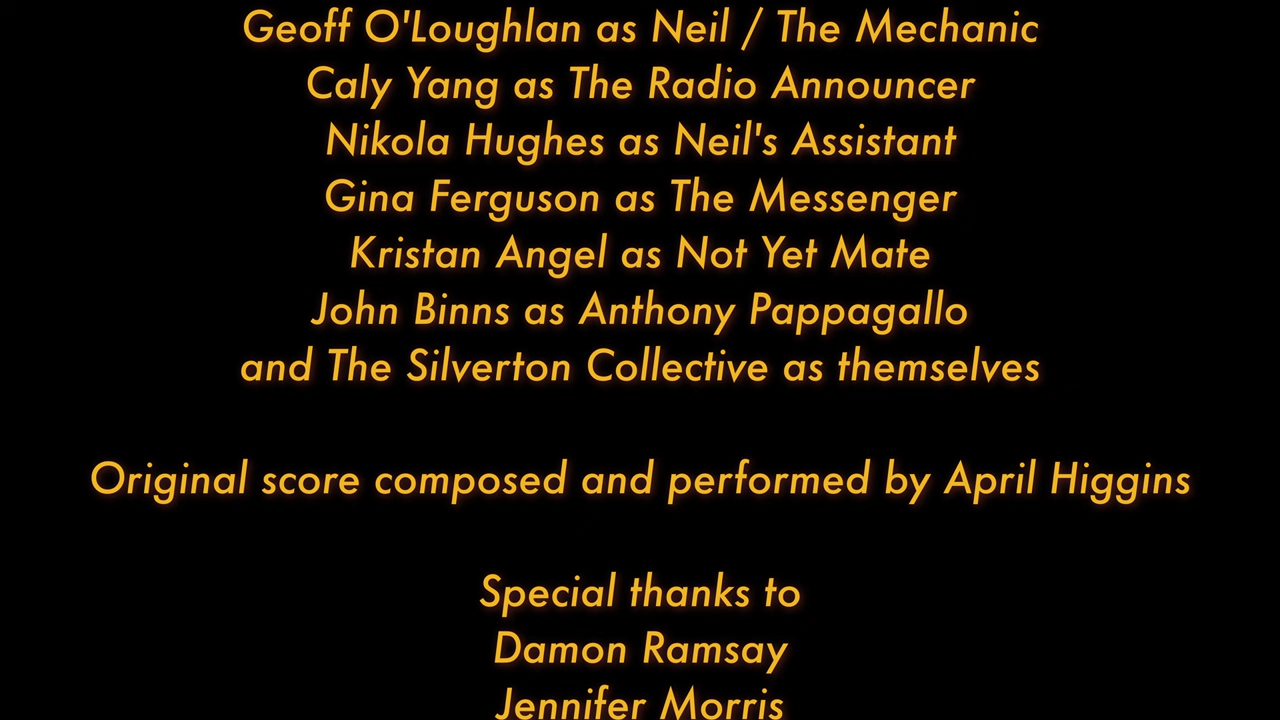 Geoff O'Loughlan as Neil / The Mechanic
Caly Yang as The Radio Announcer
Nikola Hughes as Neil's Assistant
Gina Ferguson as The Messenger
Kristan Angel as Not Yet Mate
John Binns as Anthony Pappagallo
and The Silverton Collective as themselves
Original score composed and performed by April Higgins
Special thanks to
Damon Ramsay
Jennifer Morris